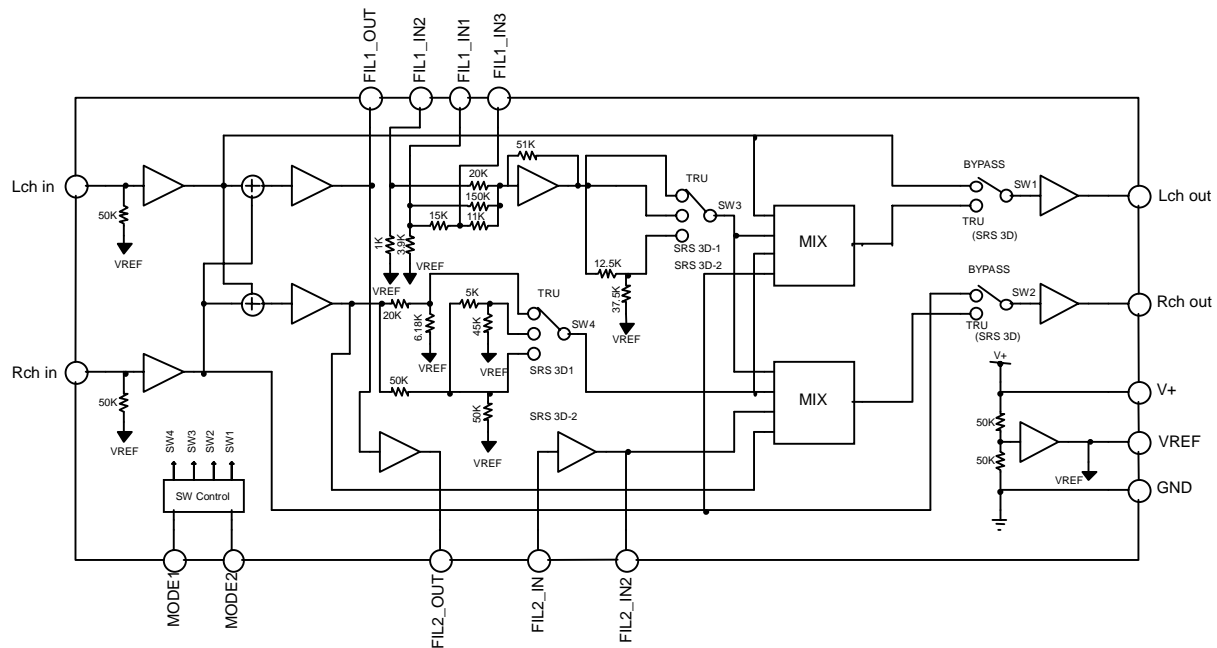 FIL1_OUT
FIL1_IN2
FIL1_IN1
FIL1_IN3
Lch in
50K
VREF
1K
VREF
3.9K
VREF
20K
150K
15K
11K
51K
TRU
SW3
SRS 3D-1
SRS 3D-2
12.5K
37.5K
VREF
MIX
BYPASS
SW1
TRU
(SRS 3D)
Lch out
20K
6.18K
5K
45K
VREF
TRU
SW4
SRS 3D1
SRS 3D-2
50K
50K
VREF
MIX
BYPASS
SW2
TRU
(SRS 3D)
Rch out
Rch in
50K
VREF
SW4
SW3
SW2
SW1
SW Control
V+
50K
50K
VREF
V+
VREF
GND
MODE1
MODE2
FIL2_OUT
FIL2_IN
FIL2_IN2